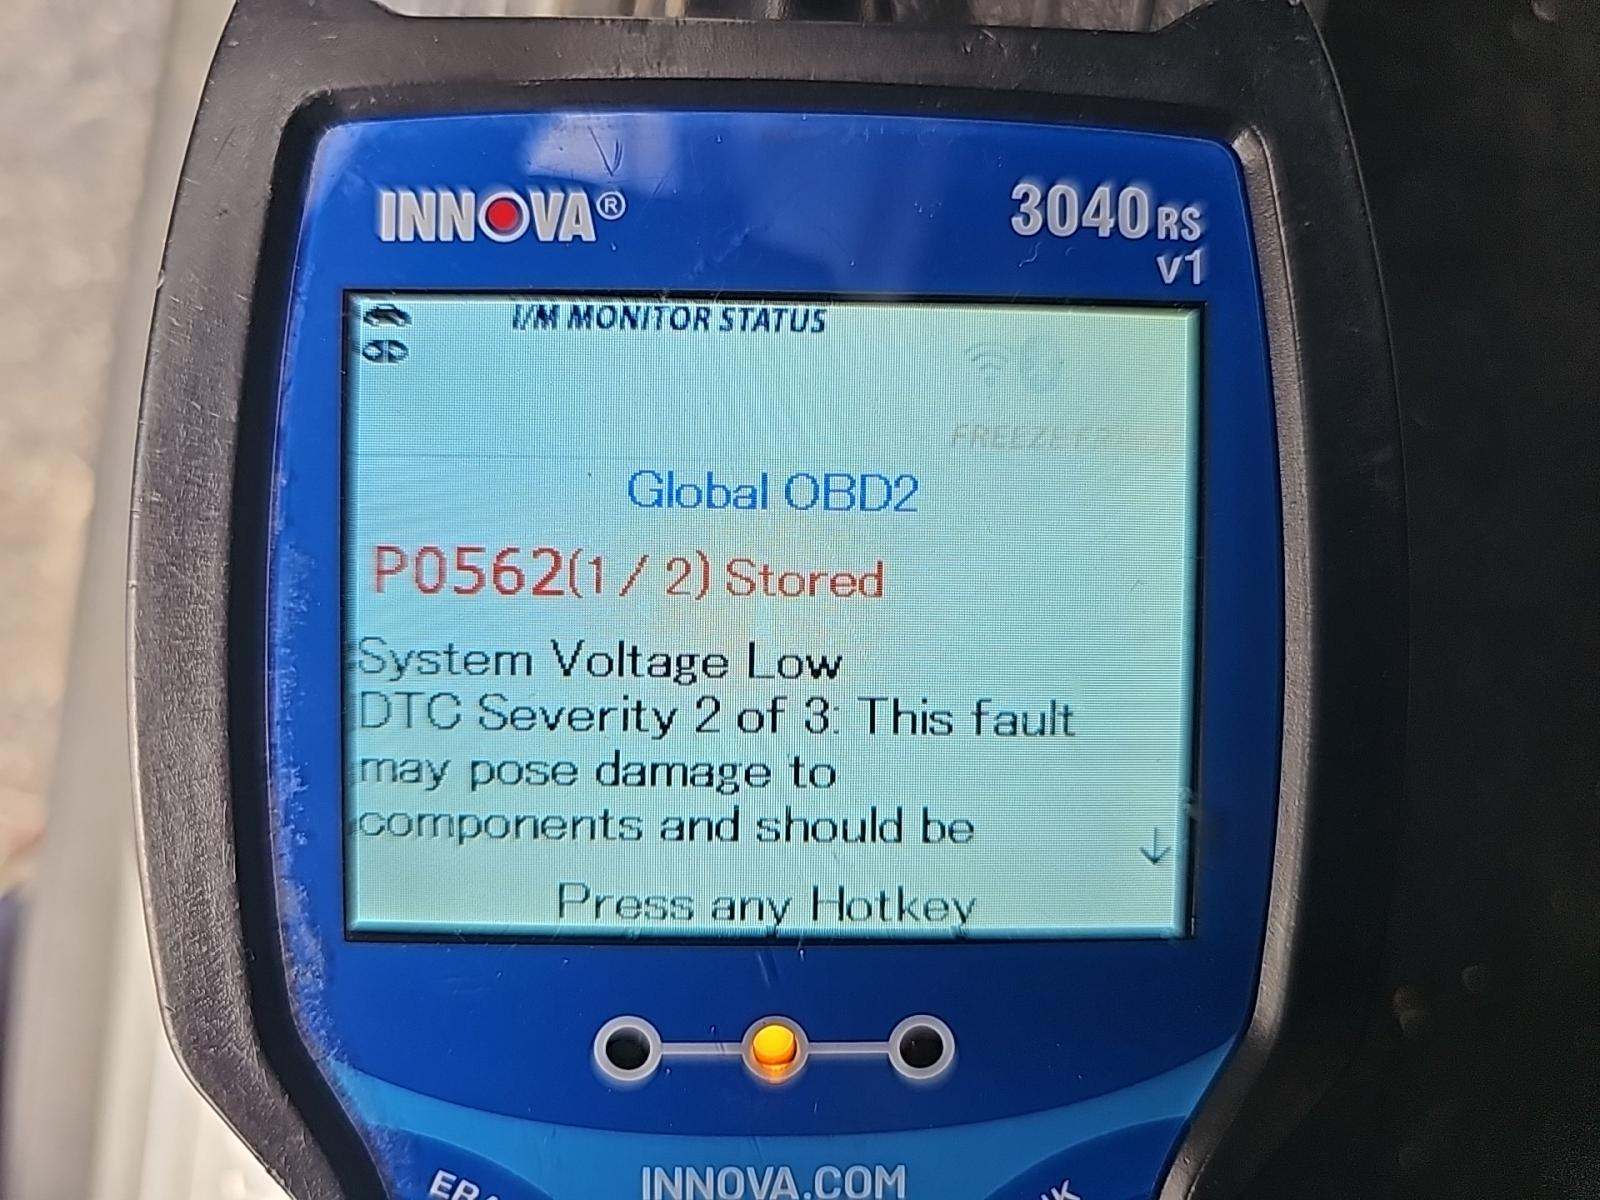 INNOVA®
3040RS
v1
I/M MONITOR STATUS
FREEZE
Global OBD2
P0562(1 / 2) Stored
System Voltage Low
DTC Severity 2 of 3: This fault
may pose damage to
components and should be
Press any Hotkey
INNOVA.COM